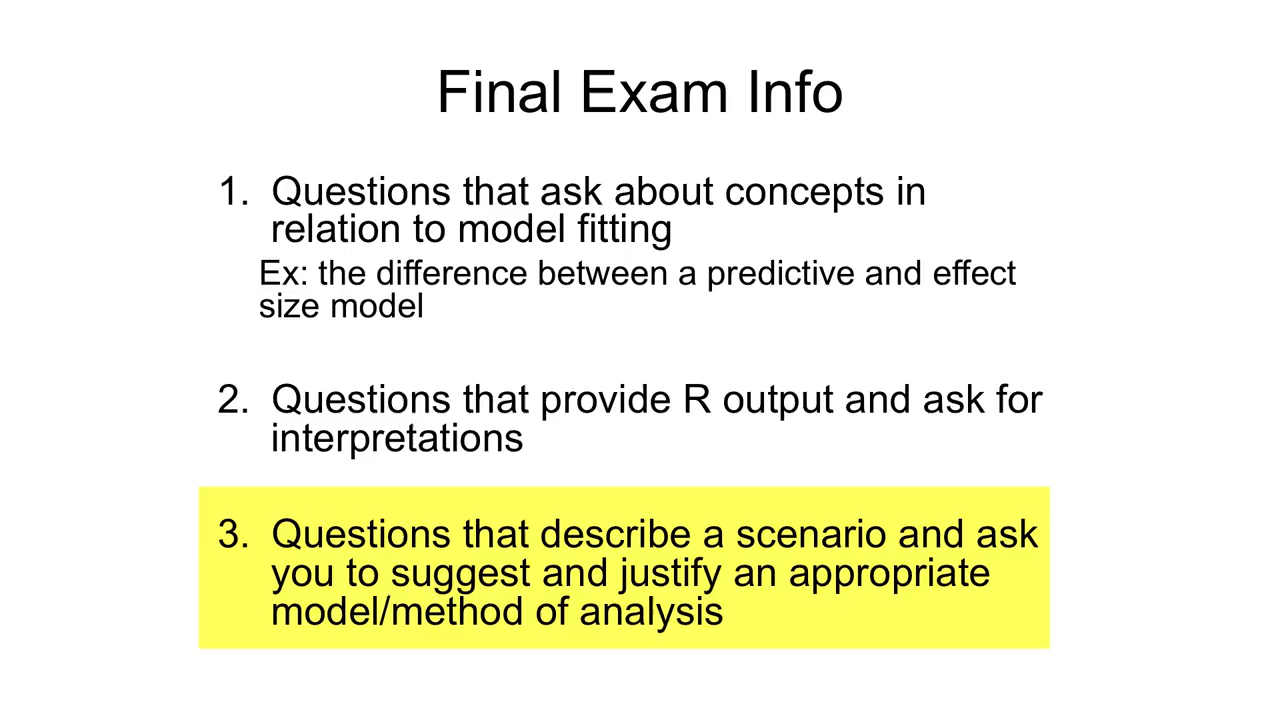 Final Exam Info
1. Questions that ask about concepts in
relation to model fitting
Ex: the difference between a predictive and effect
size model
2. Questions that provide R output and ask for
interpretations
3. Questions that describe a scenario and ask
you to suggest and justify an appropriate
model/method of analysis